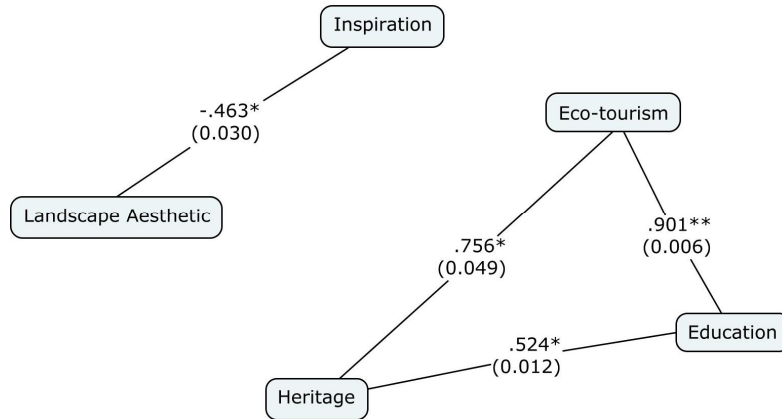 Inspiration
-.463*
(0.030)
Eco-tourism
Landscape Aesthetic
.901**
(0.006)
.756*
(0.049)
Education
.524*
(0.012)
Heritage